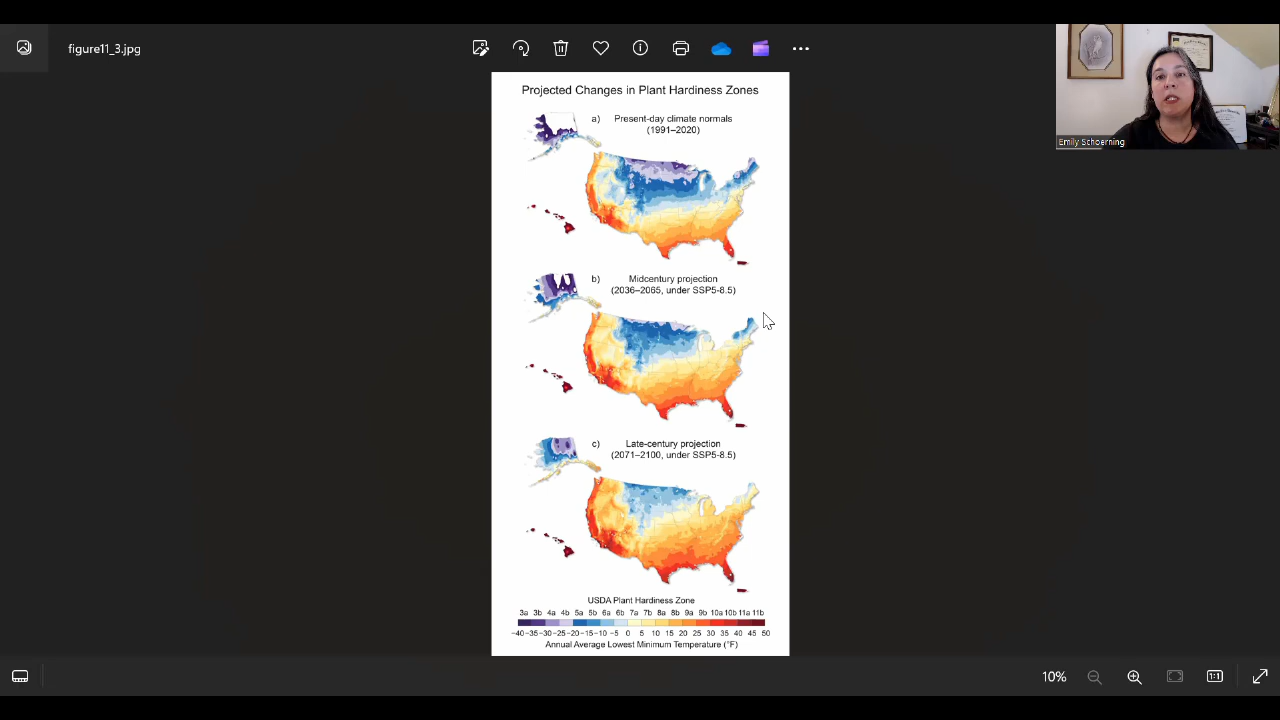 figure11_3.jpg
Emily Schoerning
Projected Changes in Plant Hardiness Zones
a) Present-day climate normals
(1991–2020)
b) Midcentury projection
(2036–2065, under SSP5-8.5)
c) Late-century projection
(2071–2100, under SSP5-8.5)
USDA Plant Hardiness Zone
3a 3b 4a 4b 5a 5b 6a 6b 7a 7b 8a 8b 9a 9b 10a 10b 11a 11b
−40 −35 −30 −25 −20 −15 −10 −5 0 5 10 15 20 25 30 35 40 45 50
Annual Average Lowest Minimum Temperature (°F)
10%
1:1